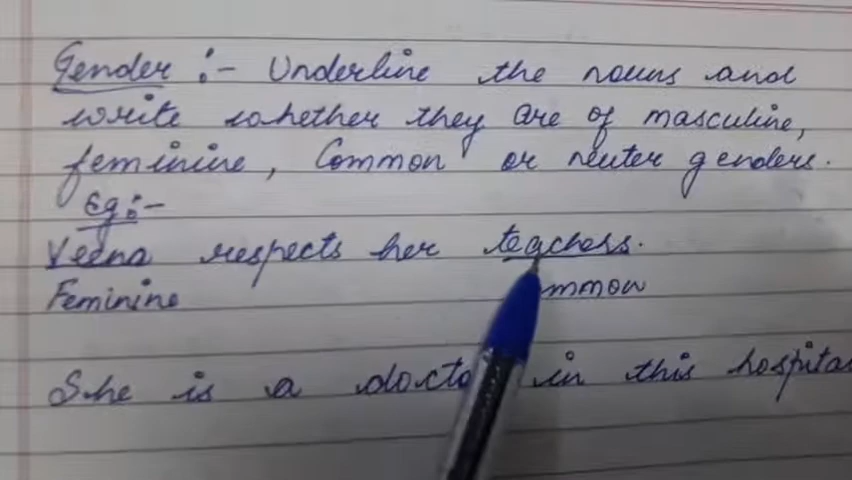 Gender :- Underline the nouns and
write whether they are of masculine,
feminine, Common or neuter genders.
Eg:-
Veena respects her teachers.
Feminine mmon
She is a docto in this hospita